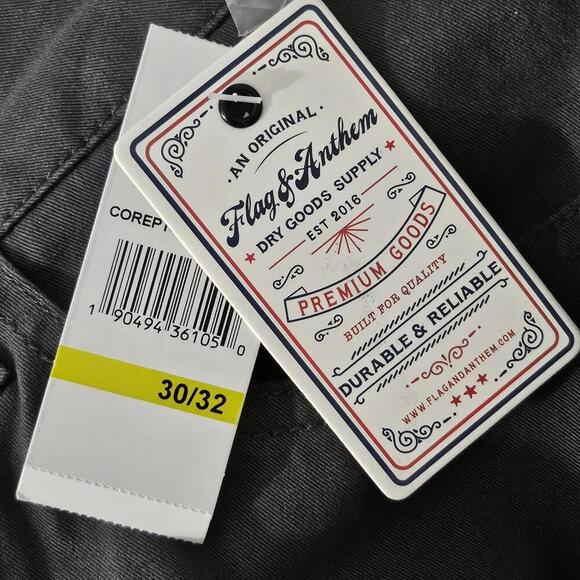 COREPT
1 90494 36105 0
30/32
· AN ORIGINAL ·
Flag & Anthem
DRY GOODS SUPPLY
EST 2016
PREMIUM GOODS
BUILT FOR QUALITY
DURABLE & RELIABLE
WWW.FLAGANDANTHEM.COM